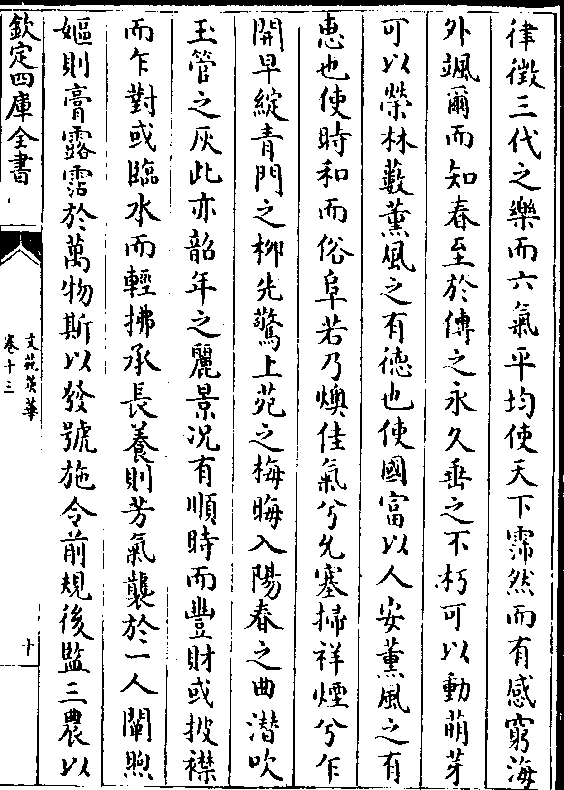 律徴三代之樂而六氣平均使天下霈然而有感窮海
外颯爾而知春至於傳之永久垂之不朽可以動萌芽
可以榮林藪薰風之有徳也使國富以人安薫風之有
恵也使時和而俗阜若乃燠佳氣兮乆塞掃祥煙兮乍
開早綻青門之柳先驚上苑之梅晦入陽春之曲潜吹
玉管之灰此亦韶年之麗景况有順時而豐財或披襟
而乍對或臨水而輕拂承長養則芳氣襲於一人闡煦
嫗則膏露霑於萬物斯以發號施令前規後監三農以
欽定四庫全書
文苑英華
卷十三
十